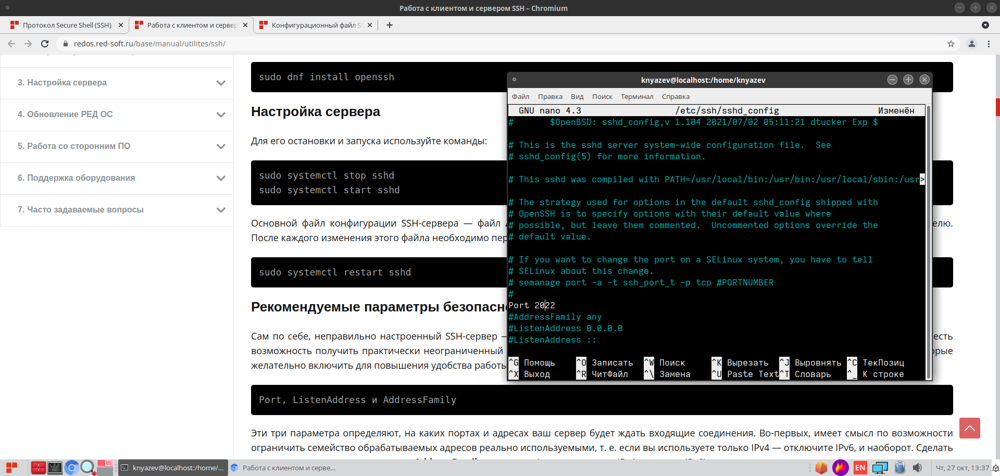 Работа с клиентом и сервером SSH – Chromium
Протокол Secure Shell (SSH)
Работа с клиентом и сервер
Конфигурационный файл SS
redos.red-soft.ru/base/manual/utilites/ssh/
3. Настройка сервера
4. Обновление РЕД ОС
5. Работа со сторонним ПО
6. Поддержка оборудования
7. Часто задаваемые вопросы
sudo dnf install openssh
Настройка сервера
Для его остановки и запуска используйте команды:
sudo systemctl stop sshd
sudo systemctl start sshd
Основной файл конфигурации SSH-сервера — файл
елю.
После каждого изменения этого файла необходимо пер
sudo systemctl restart sshd
Рекомендуемые параметры безопасно
Сам по себе, неправильно настроенный SSH-сервер —
есть
возможность получить практически неограниченный
орые
желательно включить для повышения удобства работь
Port, ListenAddress и AddressFamily
Эти три параметра определяют, на каких портах и адресах ваш сервер будет ждать входящие соединения. Во-первых, имеет смысл по возможности
ограничить семейство обрабатываемых адресов реально используемыми, т. е. если вы используете только IPv4 — отключите IPv6, и наоборот. Сделать
knyazev@localhost:/home/knyazev
Файл Правка Вид Поиск Терминал Справка
GNU nano 4.3 /etc/ssh/sshd_config Изменён
# $OpenBSD: sshd_config,v 1.104 2021/07/02 05:11:21 dtucker Exp $
# This is the sshd server system-wide configuration file. See
# sshd_config(5) for more information.
# This sshd was compiled with PATH=/usr/local/bin:/usr/bin:/usr/local/sbin:/usr>
# The strategy used for options in the default sshd_config shipped with
# OpenSSH is to specify options with their default value where
# possible, but leave them commented. Uncommented options override the
# default value.
# If you want to change the port on a SELinux system, you have to tell
# SELinux about this change.
# semanage port -a -t ssh_port_t -p tcp #PORTNUMBER
#
Port 2022
#AddressFamily any
#ListenAddress 0.0.0.0
#ListenAddress ::
^G Помощь ^O Записать ^W Поиск ^K Вырезать ^J Выровнять ^C ТекПозиц
^X Выход ^R ЧитФайл ^\ Замена ^U Paste Text ^T Словарь ^_ К строке
knyazev@localhost:/home/...
Работа с клиентом и серве...
EN
Чт, 27 окт, 13:37